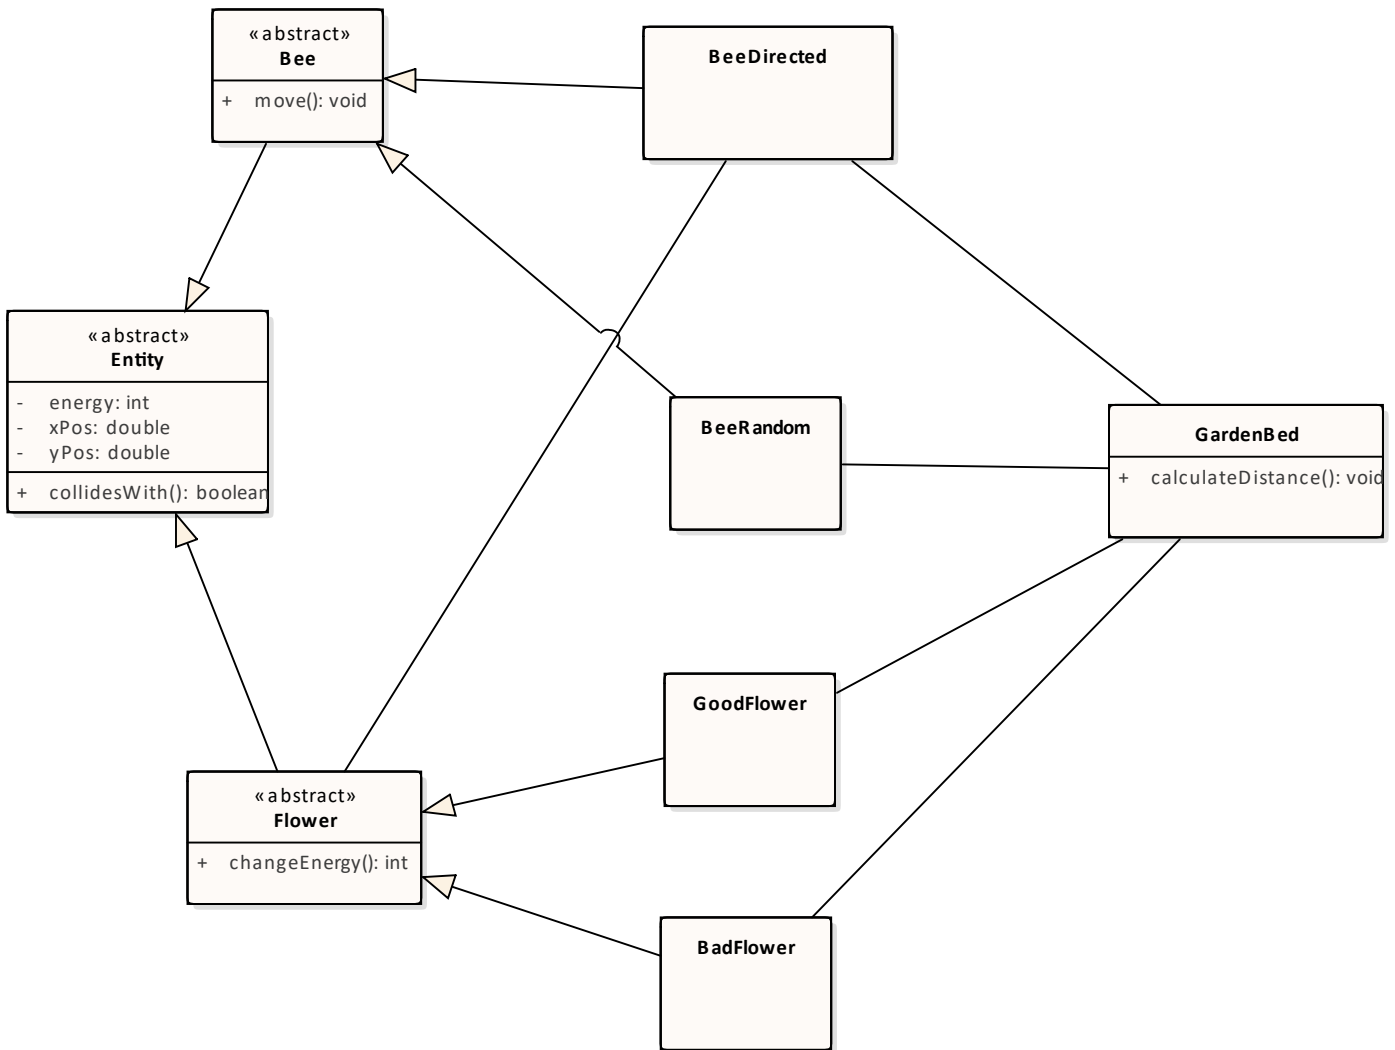 «abstract»
Bee
+ move(): void
BeeDirected
«abstract»
Entity
- energy: int
- xPos: double
- yPos: double
+ collidesWith(): boolean
BeeRandom
GardenBed
+ calculateDistance(): void
GoodFlower
«abstract»
Flower
+ changeEnergy(): int
BadFlower